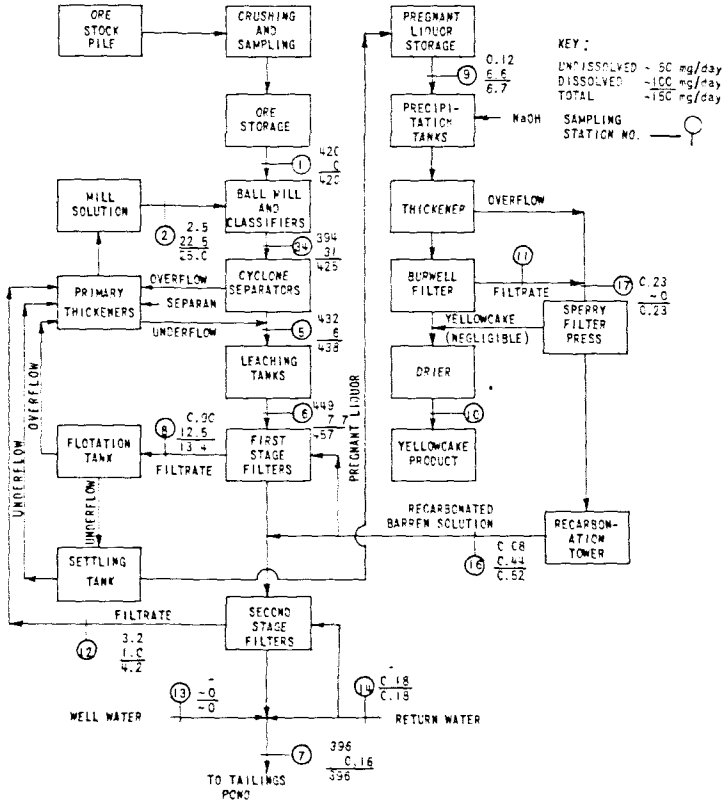 ORE
STOCK
PILE
CRUSHING
AND
SAMPLING
PREGNANT
LIQUOR
STORAGE
KEY :
UNDISSOLVED ~ 50 mg/day
DISSOLVED ~100 mg/day
TOTAL ~150 mg/day
SAMPLING
STATION NO.
9
0.12
6.6
6.7
ORE
STORAGE
PRECIPI-
TATION
TANKS
NaOH
1
420
0
420
MILL
SOLUTION
2
2.5
22.5
25.0
BALL MILL
AND
CLASSIFIERS
THICKENER
OVERFLOW
34
394
31
425
PRIMARY
THICKENERS
OVERFLOW
SEPARAN
UNDERFLOW
CYCLONE
SEPARATORS
BURWELL
FILTER
11
FILTRATE
17
0.23
~0
0.23
5
432
6
438
YELLOWCAKE
(NEGLIGIBLE)
SPERRY
FILTER
PRESS
LEACHING
TANKS
DRIER
6
449
7.7
457
10
OVERFLOW
UNDERFLOW
PREGNANT LIQUOR
FLOTATION
TANK
8
0.90
12.5
13.4
FILTRATE
FIRST
STAGE
FILTERS
YELLOWCAKE
PRODUCT
UNDERFLOW
RECARBONATED
BARREN SOLUTION
RECARBON-
ATION
TOWER
16
0.08
0.44
0.52
SETTLING
TANK
FILTRATE
12
3.2
1.0
4.2
SECOND
STAGE
FILTERS
13
-
~0
~0
14
-
0.18
0.18
WELL WATER
RETURN WATER
7
396
0.16
396
TO TAILINGS
POND